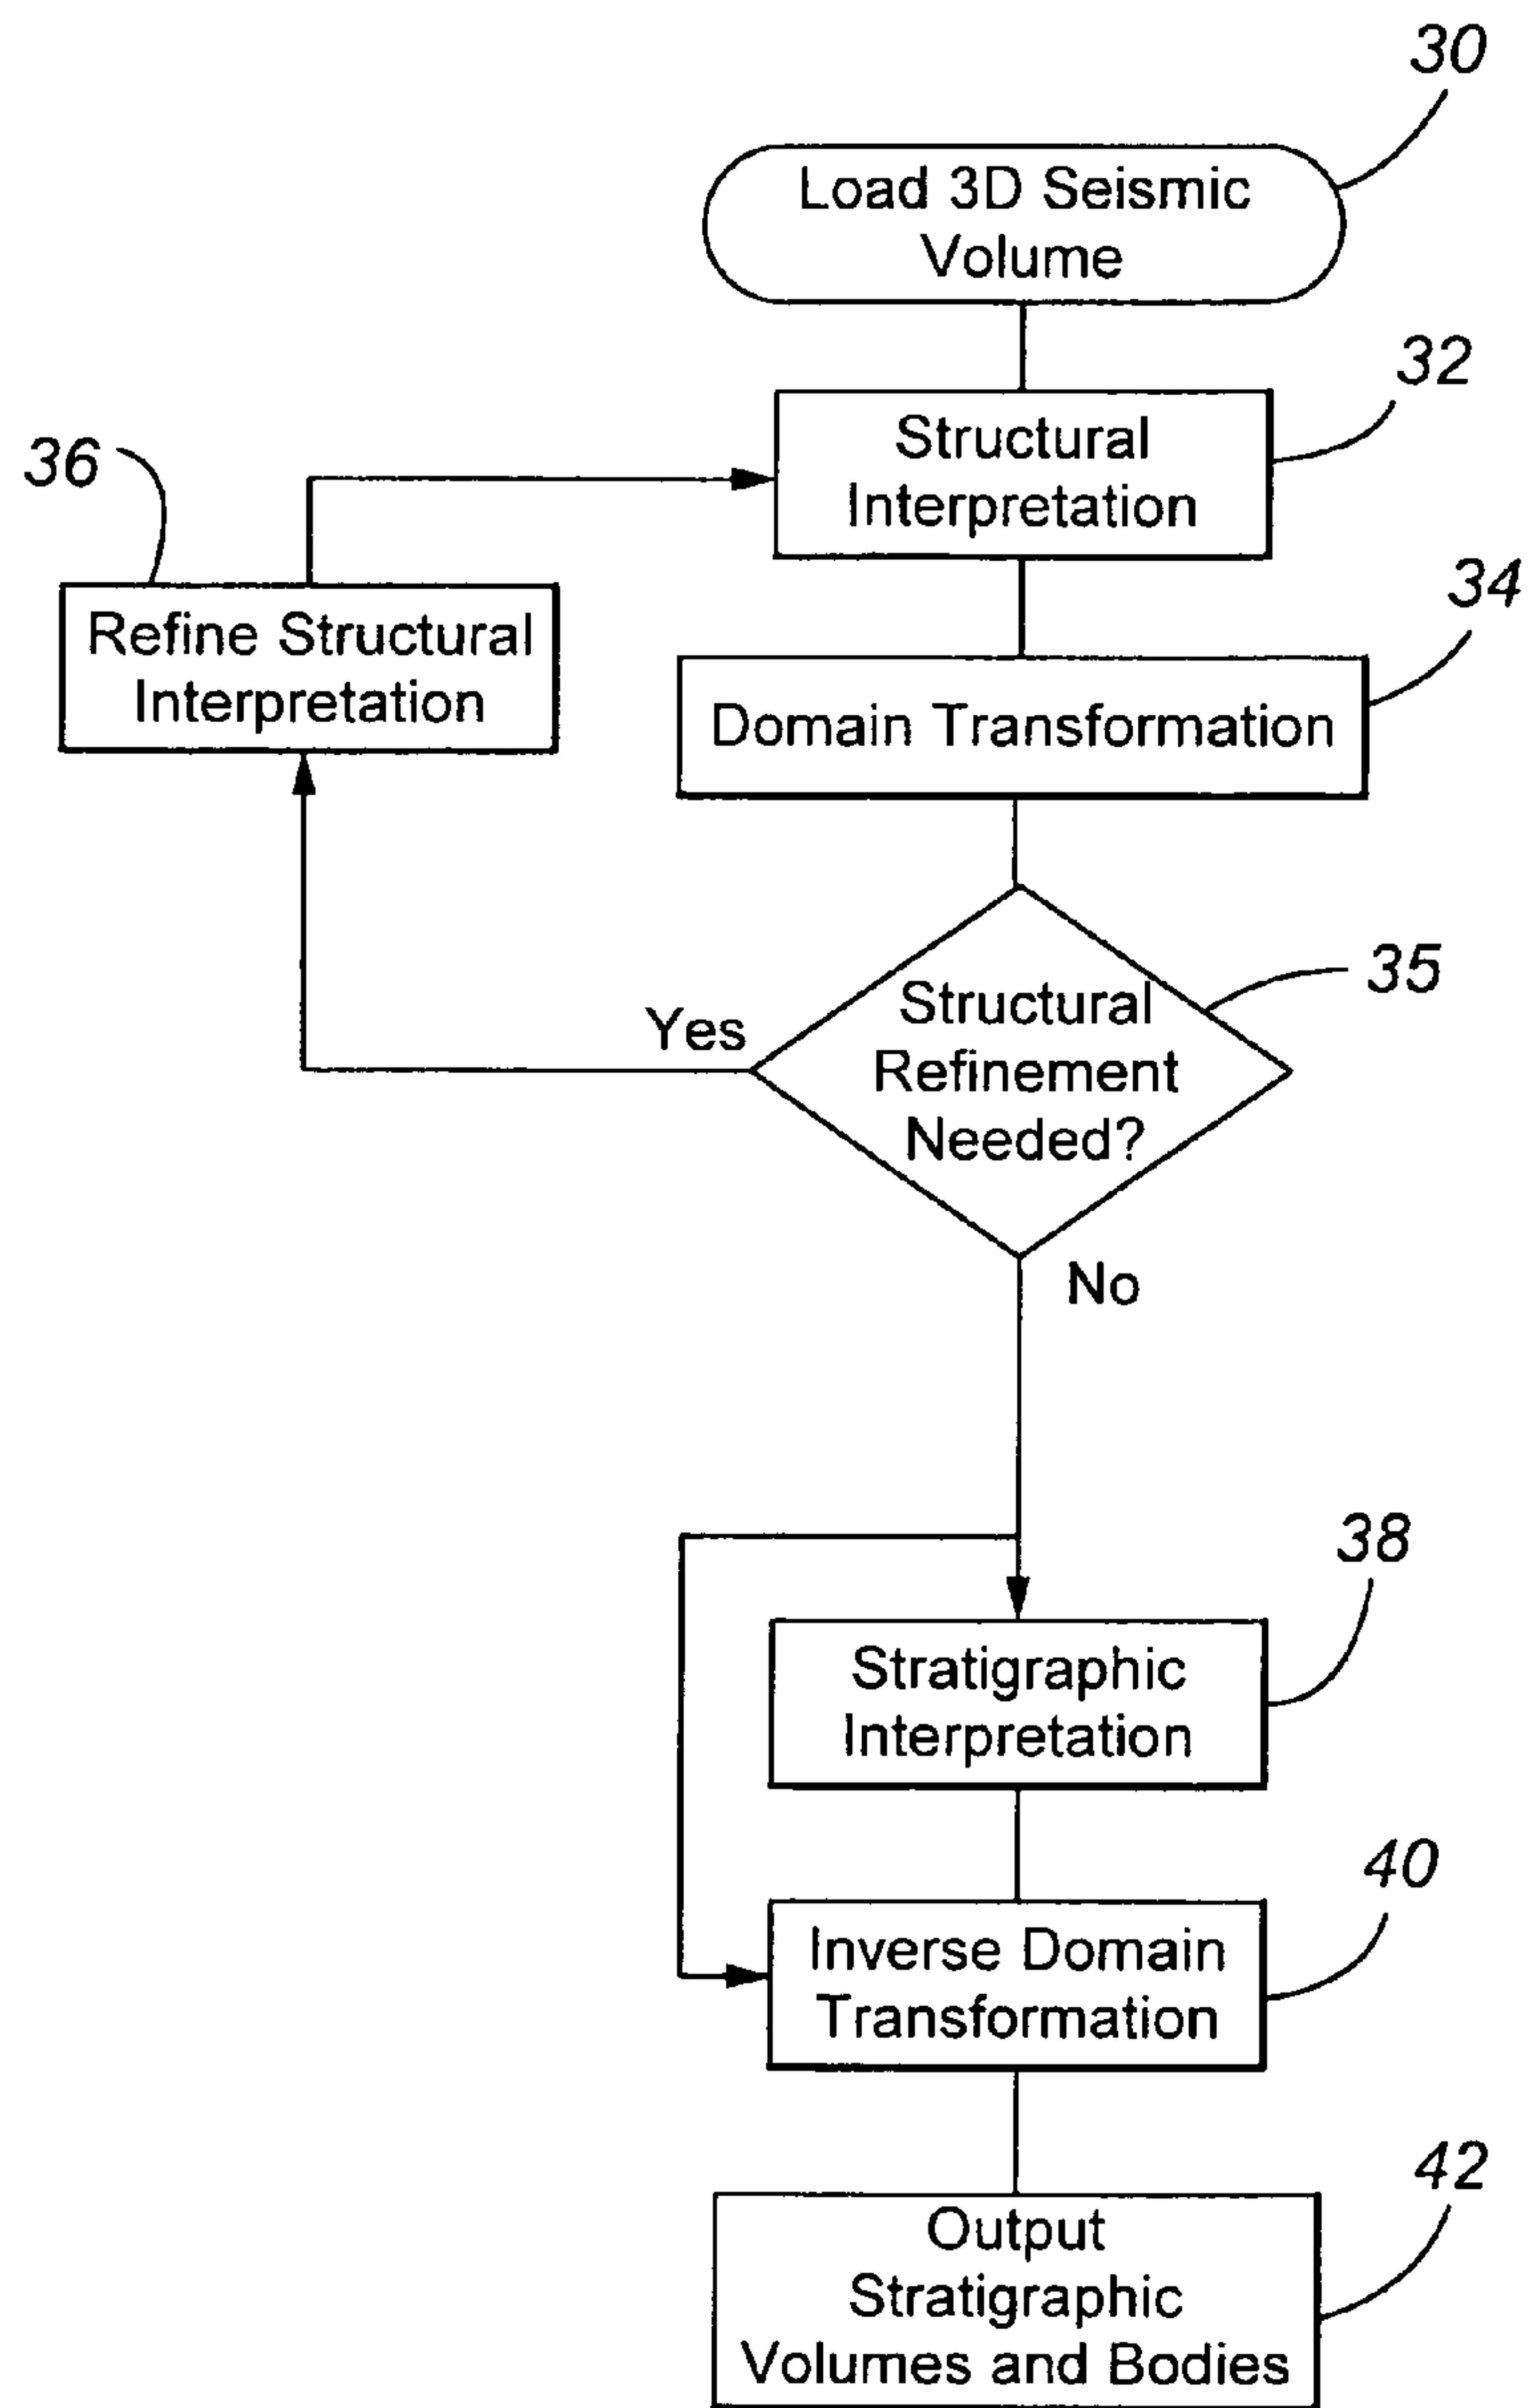 30
Load 3D Seismic
Volume
32
Structural
Interpretation
36
Refine Structural
Interpretation
34
Domain Transformation
35
Structural
Refinement
Needed?
Yes
No
38
Stratigraphic
Interpretation
40
Inverse Domain
Transformation
42
Output
Stratigraphic
Volumes and Bodies